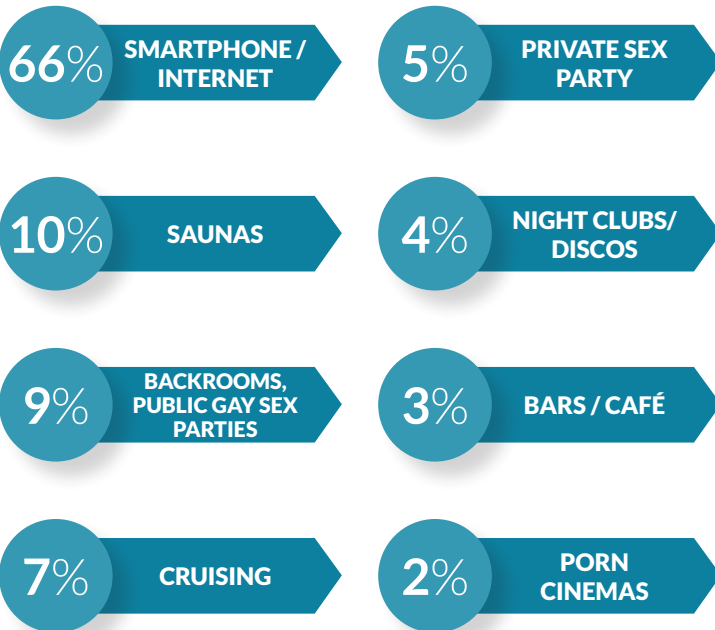 66% SMARTPHONE /
INTERNET
5% PRIVATE SEX
PARTY
10% SAUNAS
4% NIGHT CLUBS/
DISCOS
9% BACKROOMS,
PUBLIC GAY SEX
PARTIES
3% BARS / CAFÉ
7% CRUISING
2% PORN
CINEMAS